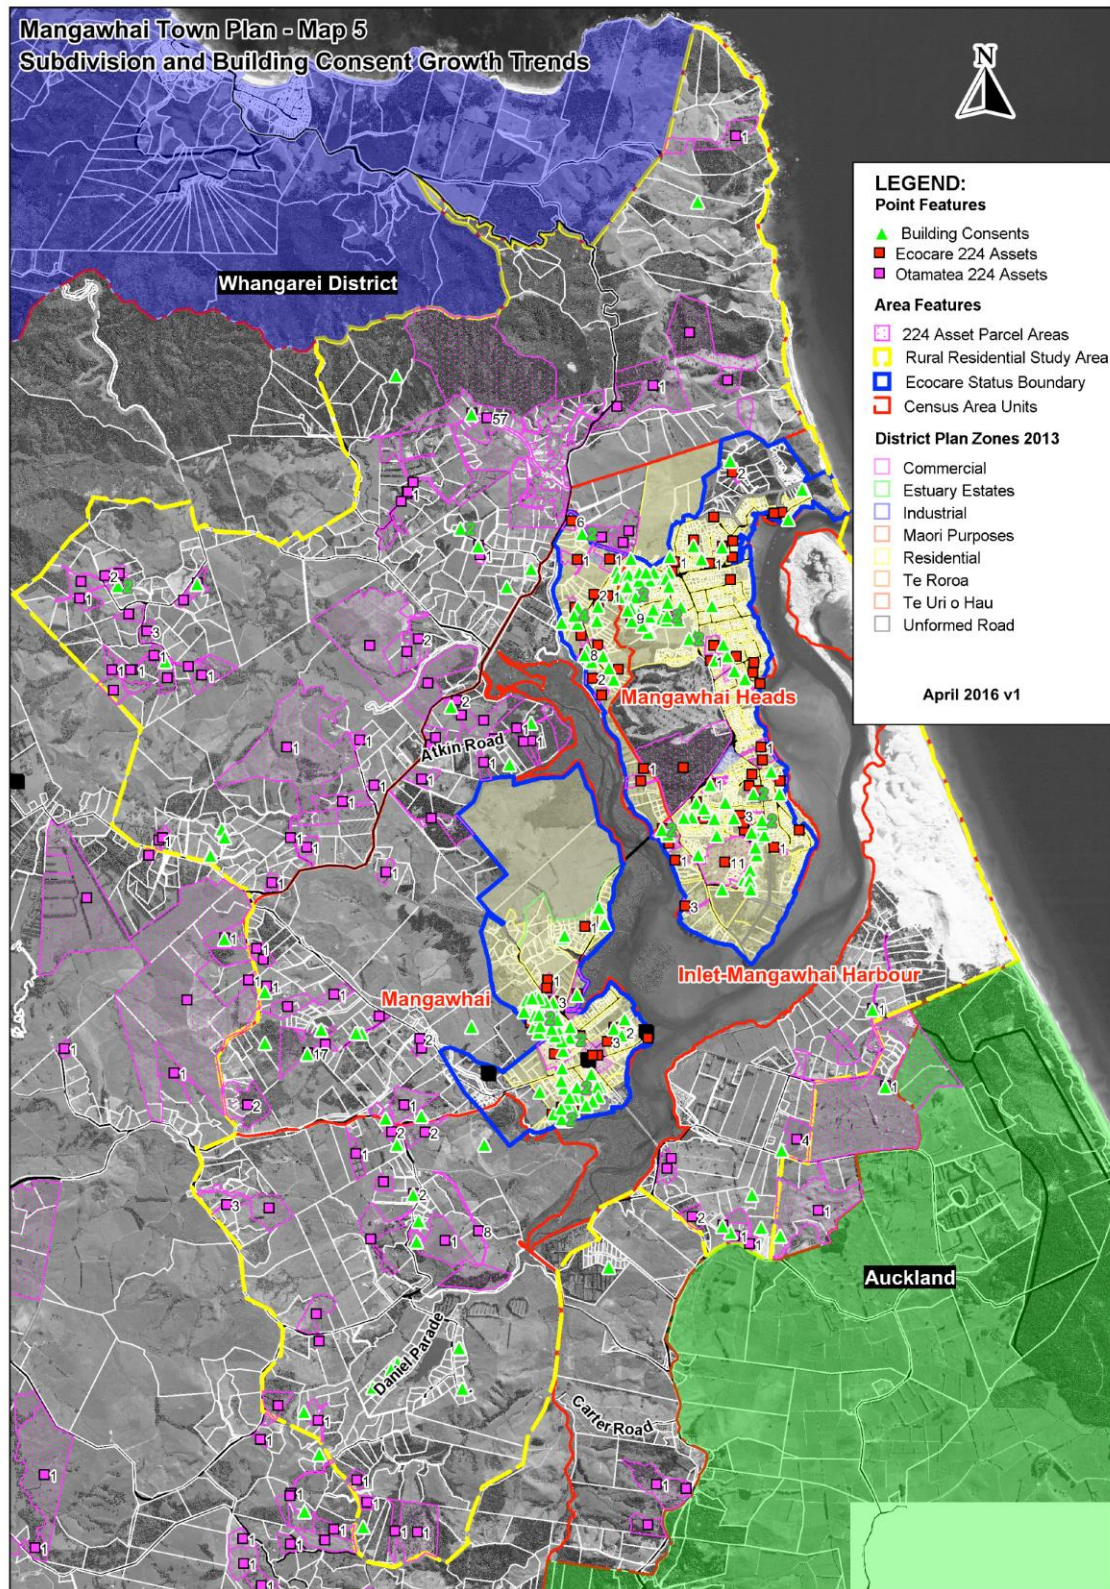 Mangawhai Town Plan - Map 5
Subdivision and Building Consent Growth Trends
N
LEGEND:
Point Features
Building Consents
Ecocare 224 Assets
Otamatea 224 Assets
Area Features
224 Asset Parcel Areas
Rural Residential Study Area
Ecocare Status Boundary
Census Area Units
District Plan Zones 2013
Commercial
Estuary Estates
Industrial
Maori Purposes
Residential
Te Roroa
Te Uri o Hau
Unformed Road
April 2016 v1
Whangarei District
57
Mangawhai Heads
Atkin Road
Inlet-Mangawhai Harbour
Mangawhai
11
17
Auckland
Daniel Parade
Carter Road